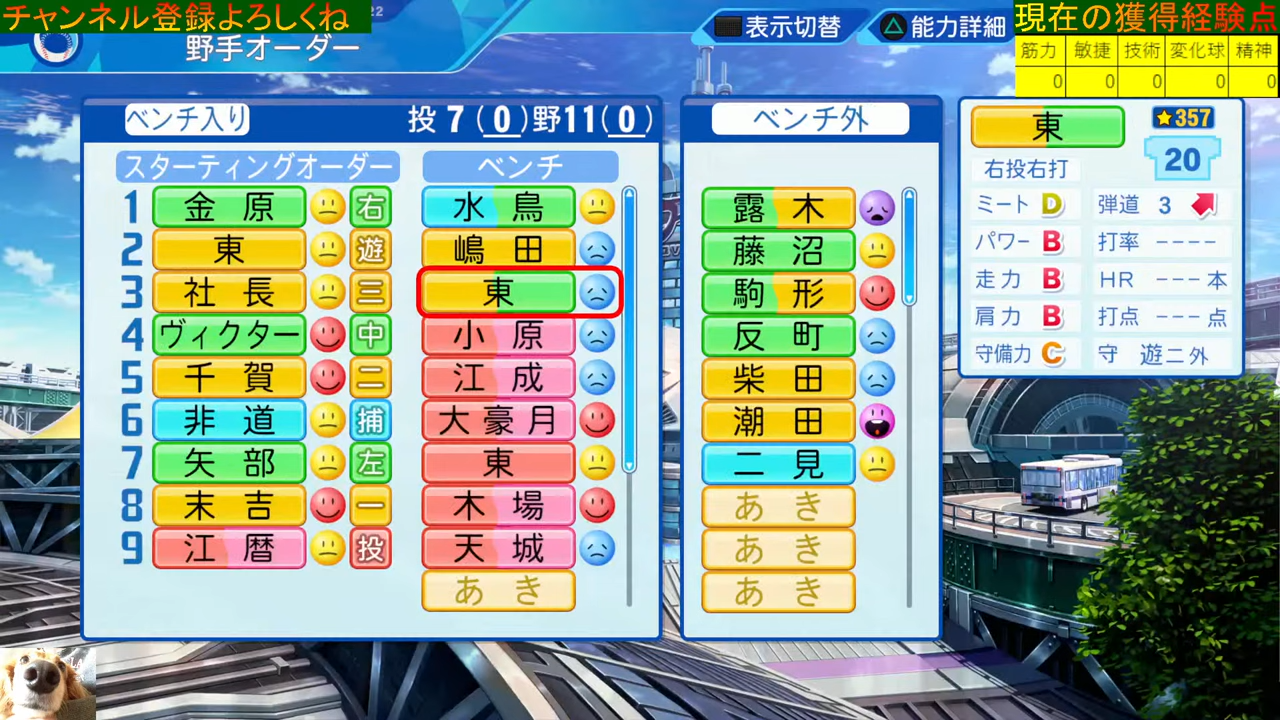 チャンネル登録よろしくね
22
野手オーダー
表示切替
能力詳細
現在の獲得経験点
筋力 敏捷 技術 変化球 精神
0 0 0 0 0
ベンチ入り 投7(0)野11(0)
スターティングオーダー ベンチ
1 金原 右 水鳥
2 東 遊 嶋田
3 社長 三 東
4 ヴィクター 中 小原
5 千賀 二 江成
6 非道 捕 大豪月
7 矢部 左 東
8 末吉 一 木場
9 江暦 投 天城
あき
ベンチ外
露木
藤沼
駒形
反町
柴田
潮田
二見
あき
あき
あき
東 ★357
右投右打 20
ミート D 弾道 3
パワー B 打率 ----
走力 B HR ---本
肩力 B 打点 ---点
守備力 C 守 遊二外